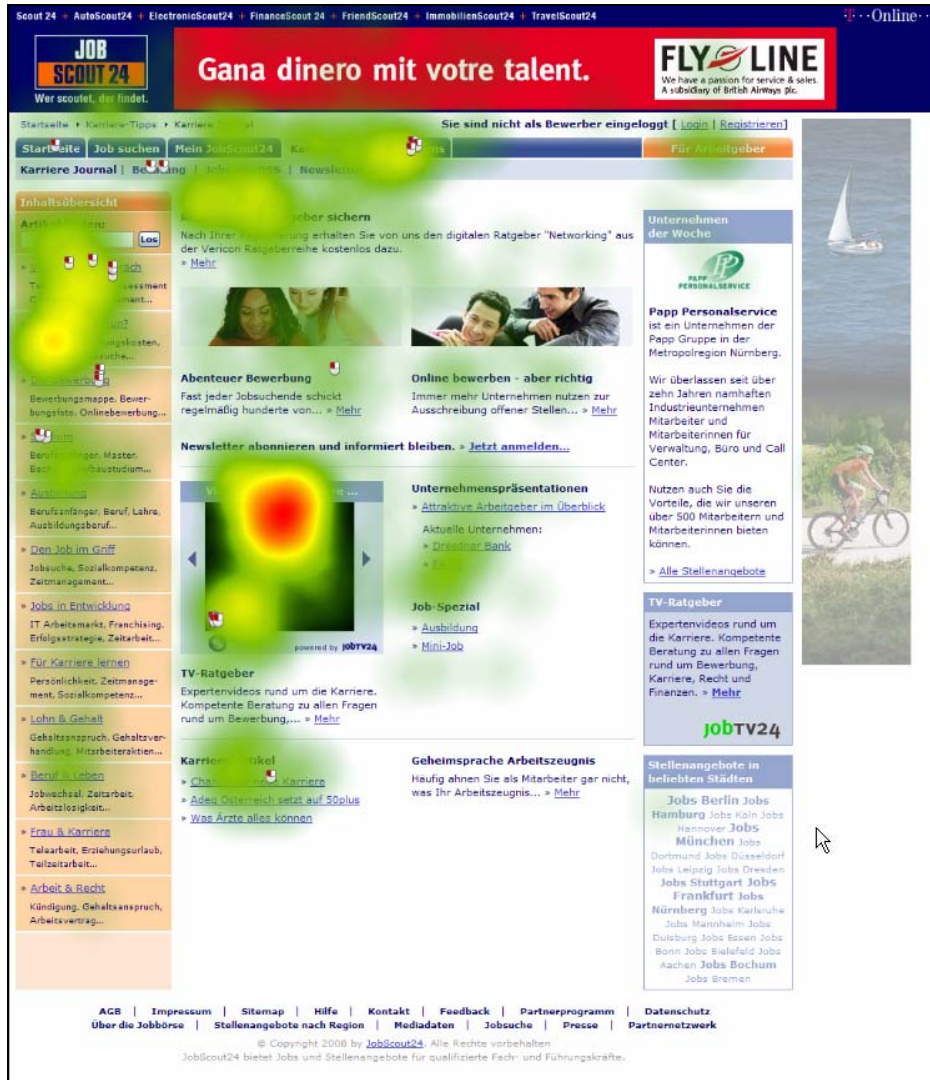 Scout 24 + AutoScout24 + ElectronicScout 24 + FinanceScout 24 + FriendScout24 + ImmobilienScout24 + TravelScout24
T · · · Online · ·
JOB
SCOUT 24
Wer scoutet, der findet.
Gana dinero mit votre talent.
FLY LINE
We have a passion for service & sales.
A subsidiary of British Airways plc.
Startseite Karriere-Tipps Karriere
Sie sind nicht als Bewerber eingeloggt [ Login | Registrieren]
Startseite Job suchen Mein JobScout24 Für Arbeitgeber
Karriere Journal | Beratung | | Newsletter
Inhaltsübersicht
Los
» Mehr
sichern
Nach Ihrer erhalten Sie von uns den digitalen Ratgeber "Networking" aus
der Vericon Ratgeberreihe kostenlos dazu.
» Mehr
Abenteuer Bewerbung
Fast jeder Jobsuchende schickt
regelmäßig hunderte von... » Mehr
Online bewerben - aber richtig
Immer mehr Unternehmen nutzen zur
Ausschreibung offener Stellen... » Mehr
Newsletter abonnieren und informiert bleiben. » Jetzt anmelden...
Bewerbungsmappe, Bewer-
bungsfoto, Onlinebewerbung...
» Ausbildung
Berufsanfänger, Beruf, Lehre,
Ausbildungsberuf...
» Den Job im Griff
Jobsuche, Sozialkompetenz,
Zeitmanagement...
» Jobs in Entwicklung
IT Arbeitsmarkt, Franchising,
Erfolgsstrategie, Zeitarbeit...
» Für Karriere lernen
Persönlichkeit, Zeitmanage-
ment, Sozialkompetenz...
» Lohn & Gehalt
Gehaltsanspruch, Gehaltsver-
handlung, Mitarbeiteraktien...
» Beruf & Leben
Jobwechsel, Zeitarbeit,
Arbeitslosigkeit...
» Frau & Karriere
Telearbeit, Erziehungsurlaub,
Teilzeitarbeit...
» Arbeit & Recht
Kündigung, Gehaltsanspruch,
Arbeitsvertrag...
powered by JOBTV24
TV-Ratgeber
Expertenvideos rund um die Karriere.
Kompetente Beratung zu allen Fragen
rund um Bewerbung,... » Mehr
Unternehmenspräsentationen
» Attraktive Arbeitgeber im Überblick
Aktuelle Unternehmen:
» Dresdner Bank
Job-Spezial
» Ausbildung
» Mini-Job
Karriere
» Karriere
» Adeq Österreich setzt auf 50plus
» Was Ärzte alles können
Geheimsprache Arbeitszeugnis
Häufig ahnen Sie als Mitarbeiter gar nicht,
was Ihr Arbeitszeugnis... » Mehr
Unternehmen
der Woche
PAPP
PERSONALSERVICE
Papp Personalservice
ist ein Unternehmen der
Papp Gruppe in der
Metropolregion Nürnberg.
Wir überlassen seit über
zehn Jahren namhaften
Industrieunternehmen
Mitarbeiter und
Mitarbeiterinnen für
Verwaltung, Büro und Call
Center.
Nutzen auch Sie die
Vorteile, die wir unseren
über 500 Mitarbeitern und
Mitarbeiterinnen bieten
können.
» Alle Stellenangebote
TV-Ratgeber
Expertenvideos rund um
die Karriere. Kompetente
Beratung zu allen Fragen
rund um Bewerbung,
Karriere, Recht und
Finanzen. » Mehr
JOBTV24
Stellenangebote in
beliebten Städten
Jobs Berlin Jobs
Hamburg Jobs Köln Jobs
Hannover Jobs
München Jobs
Dortmund Jobs Düsseldorf
Jobs Leipzig Jobs Dresden
Jobs Stuttgart Jobs
Frankfurt Jobs
Nürnberg Jobs Karlsruhe
Jobs Mannheim Jobs
Duisburg Jobs Essen Jobs
Bonn Jobs Bielefeld Jobs
Aachen Jobs Bochum
Jobs Bremen
AGB | Impressum | Sitemap | Hilfe | Kontakt | Feedback | Partnerprogramm | Datenschutz
Über die Jobbörse | Stellenangebote nach Region | Mediadaten | Jobsuche | Presse | Partnernetzwerk
© Copyright 2008 by JobScout24. Alle Rechte vorbehalten
JobScout24 bietet Jobs und Stellenangebote für qualifizierte Fach- und Führungskräfte.